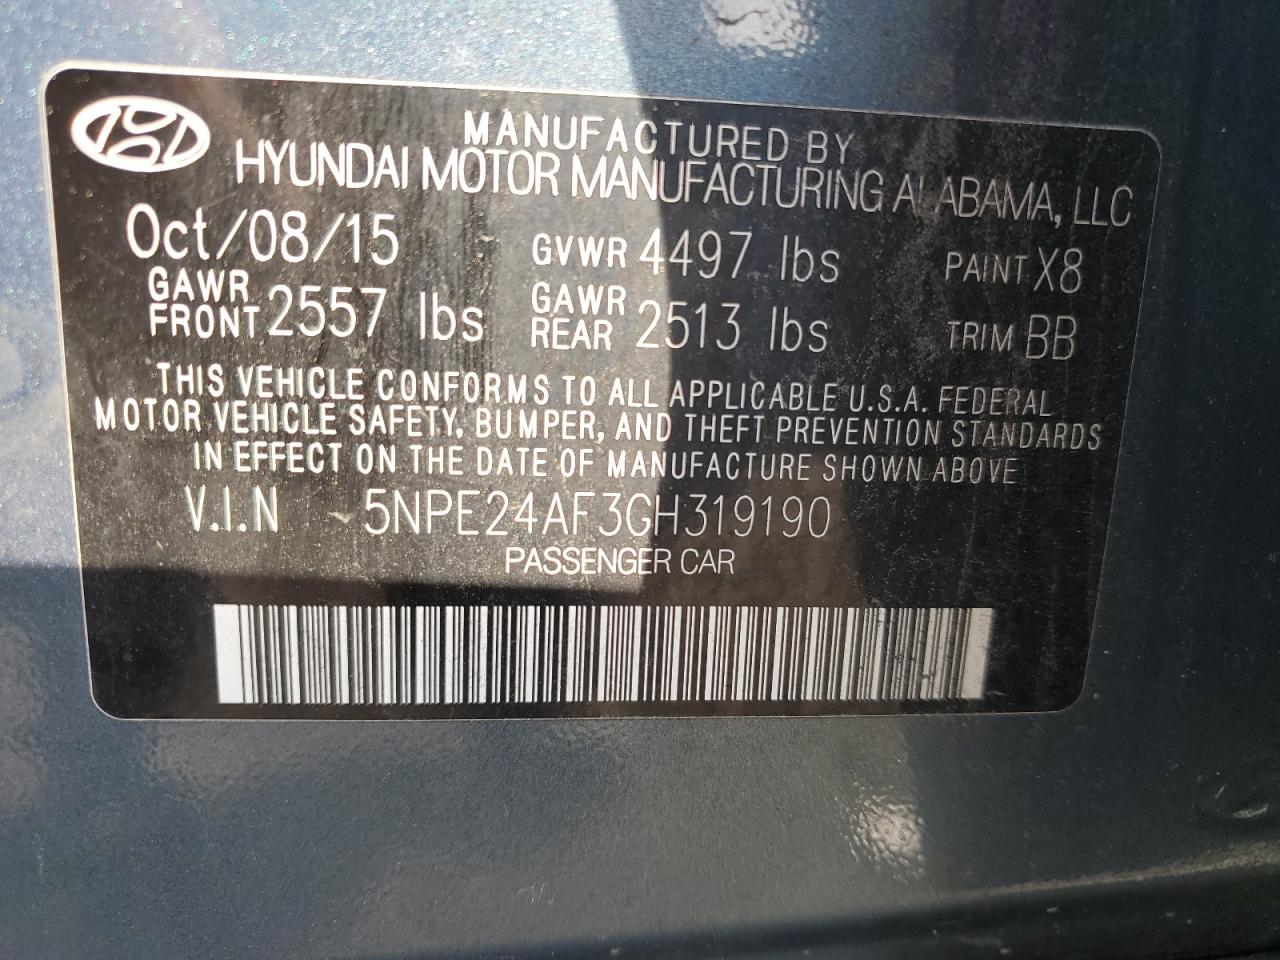 MANUFACTURED BY
HYUNDAI MOTOR MANUFACTURING ALABAMA, LLC
Oct/08/15 GVWR 4497 lbs PAINT X8
GAWR FRONT 2557 lbs GAWR REAR 2513 lbs TRIM BB
THIS VEHICLE CONFORMS TO ALL APPLICABLE U.S.A. FEDERAL
MOTOR VEHICLE SAFETY, BUMPER, AND THEFT PREVENTION STANDARDS
IN EFFECT ON THE DATE OF MANUFACTURE SHOWN ABOVE
V.I.N 5NPE24AF3GH319190
PASSENGER CAR